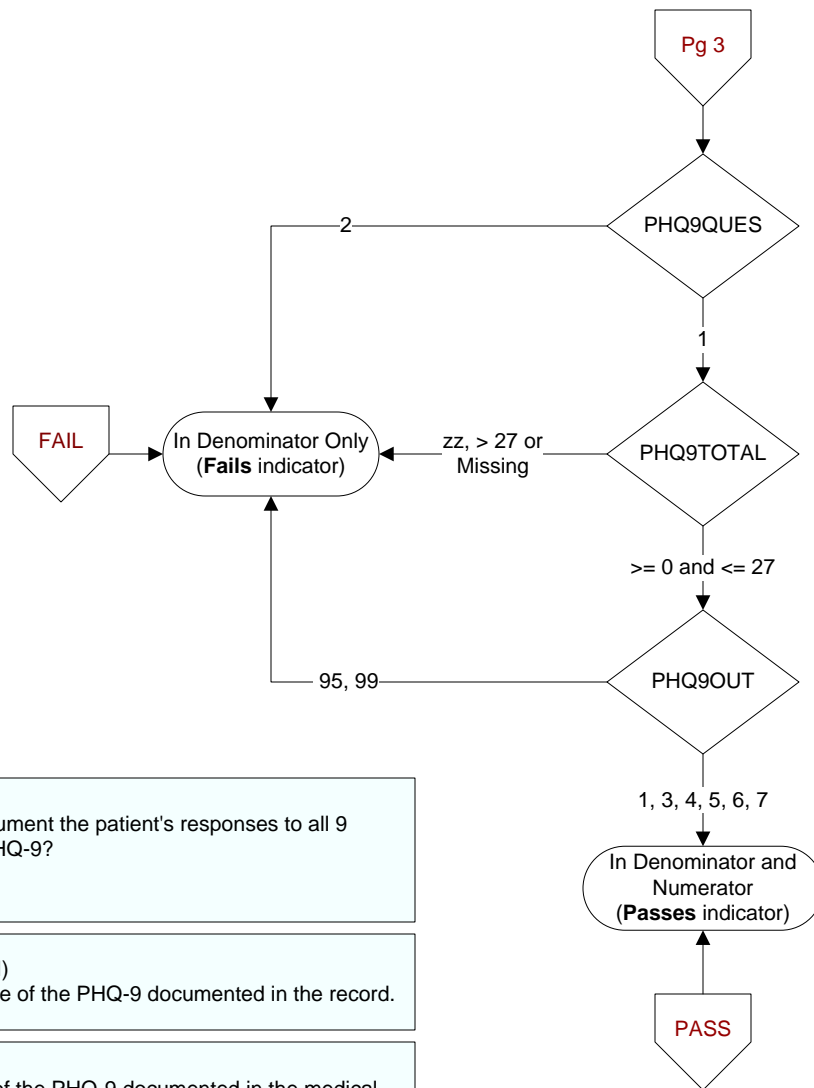 Pg 3
PHQ9QUES
2
1
FAIL
In Denominator Only
(Fails indicator)
zz, > 27 or
Missing
PHQ9TOTAL
>= 0 and <= 27
95, 99
PHQ9OUT
1, 3, 4, 5, 6, 7
In Denominator and
Numerator
(Passes indicator)
PASS
the patient's responses to all 9
HQ-9?
)
e of the PHQ-9 documented in the record.
of the PHQ-9 documented in the medical